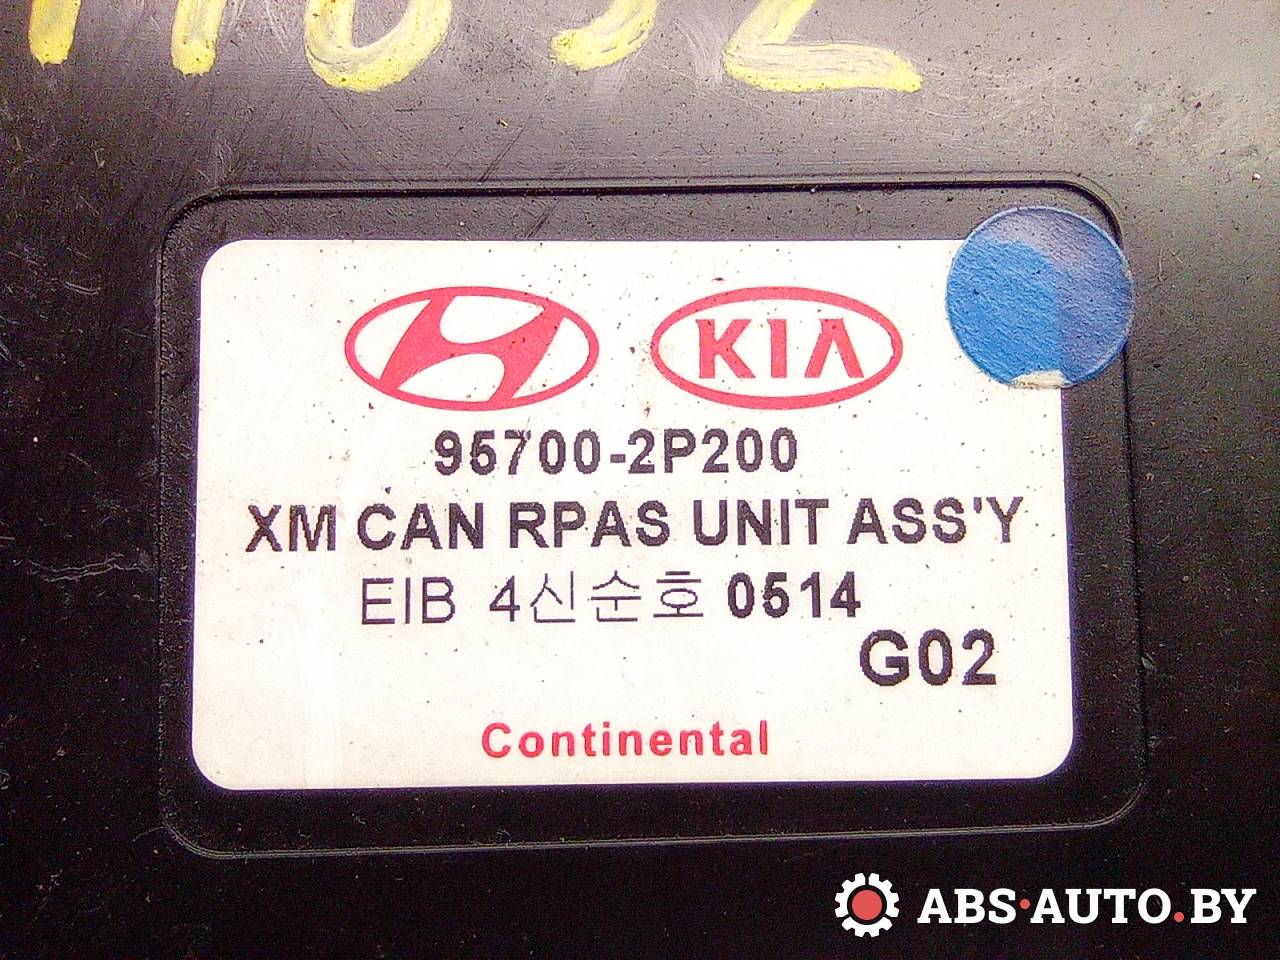 KIA
95700-2P200
XM CAN RPAS UNIT ASS'Y
EIB 4신순호 0514
G02
Continental
ABS·AUTO.BY